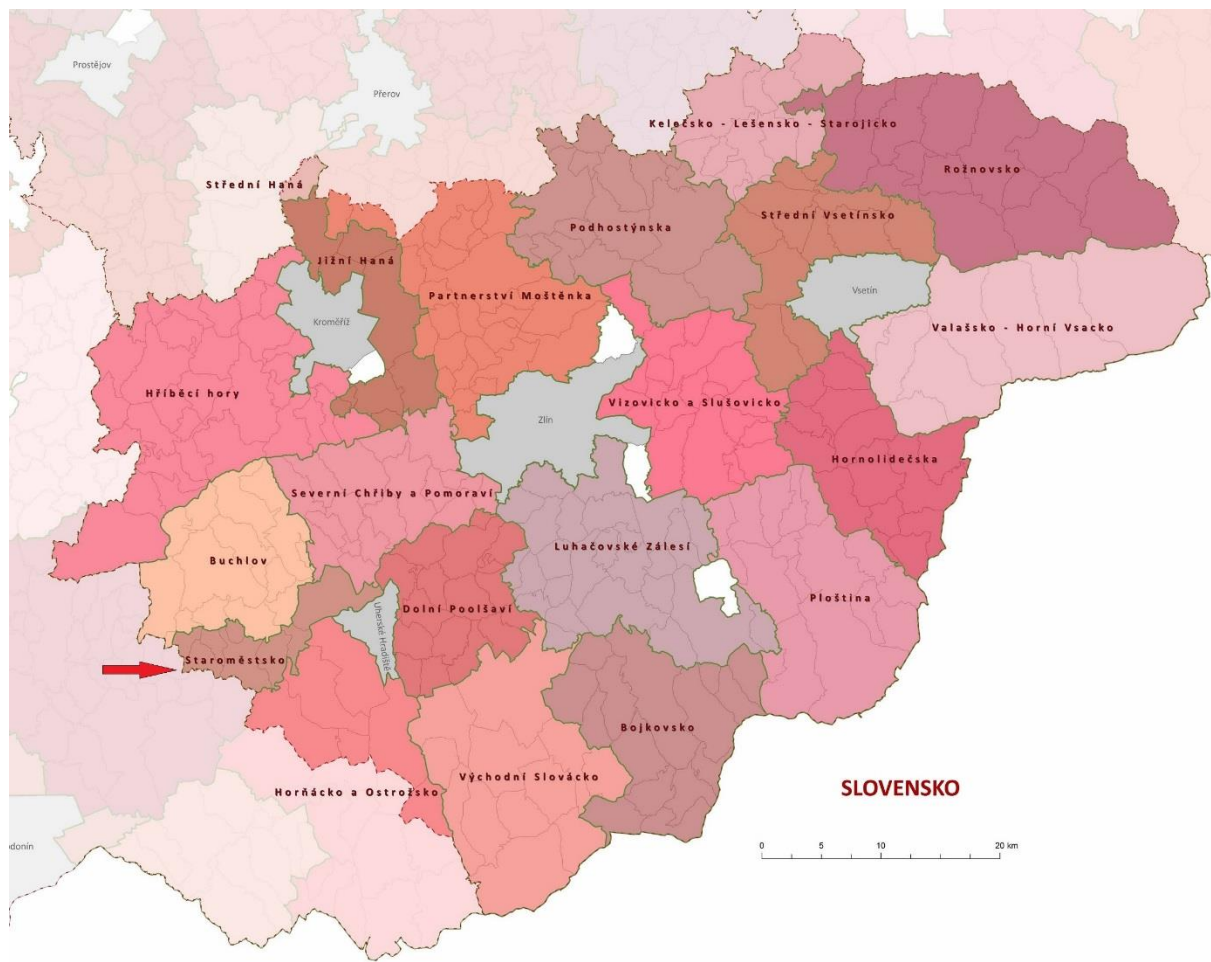 Prostějov
Přerov
Kelečsko - Lešensko - Starojicko
Rožnovsko
Střední Haná
Podhostýnska
Střední Vsetínsko
Jižní Haná
Partnerství Moštěnka
Vsetín
Kroměříž
Valašsko - Horní Vsacko
Hříběcí hory
Vizovicko a Slušovicko
Zlín
Hornolidečska
Severní Chřiby a Pomoraví
Luhačovské Zálesí
Buchlov
Ploština
Dolní Poolšaví
Uherské Hradiště
Staroměstsko
Bojkovsko
Východní Slovácko
Horňácko a Ostrožsko
SLOVENSKO
odonín
0 5 10 20 km